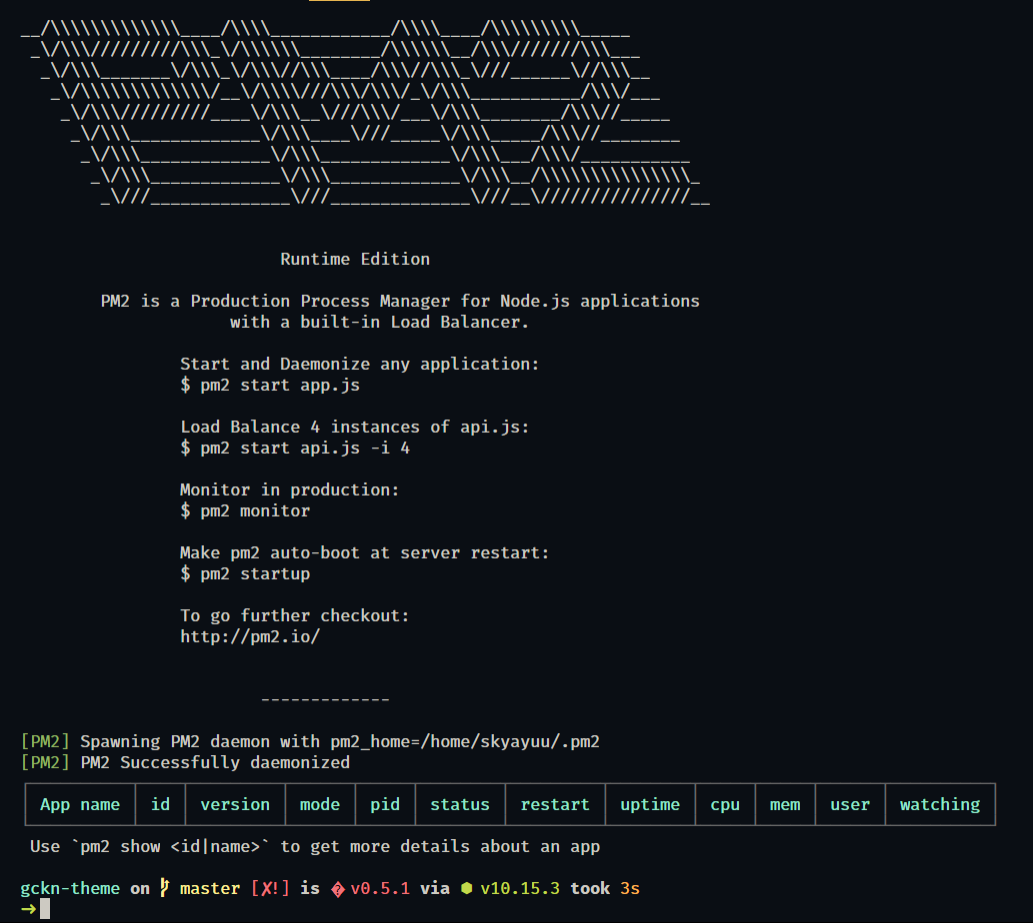 __/\\\\\\\\\\\\\____/\\\\____________/\\\\____/\\\\\\\\\_____
_\/\\\/////////\\\_\/\\\\\\________/\\\\\\__/\\\///////\\\___
_\/\\\_______\/\\\_\/\\\//\\\____/\\\//\\\_\///______\//\\\__
_\/\\\\\\\\\\\\\/__\/\\\\///\\\/\\\/_\/\\\___________/\\\/___
_\/\\\/////////____\/\\\__\///\\\/___\/\\\________/\\\//_____
_\/\\\_____________\/\\\____\///_____\/\\\_____/\\\//________
_\/\\\_____________\/\\\_____________\/\\\___/\\\/___________
_\/\\\_____________\/\\\_____________\/\\\__/\\\\\\\\\\\\\\\_
_\///______________\///______________\///__\///////////////__
Runtime Edition
PM2 is a Production Process Manager for Node.js applications
with a built-in Load Balancer.
Start and Daemonize any application:
$ pm2 start app.js
Load Balance 4 instances of api.js:
$ pm2 start api.js -i 4
Monitor in production:
$ pm2 monitor
Make pm2 auto-boot at server restart:
$ pm2 startup
To go further checkout:
http://pm2.io/
-------------
[PM2] Spawning PM2 daemon with pm2_home=/home/skyayuu/.pm2
[PM2] PM2 Successfully daemonized
App name │ id │ version │ mode │ pid │ status │ restart │ uptime │ cpu │ mem │ user │ watching
Use `pm2 show <id|name>` to get more details about an app
gckn-theme on master [✗!] is � v0.5.1 via ⬢ v10.15.3 took 3s
➜